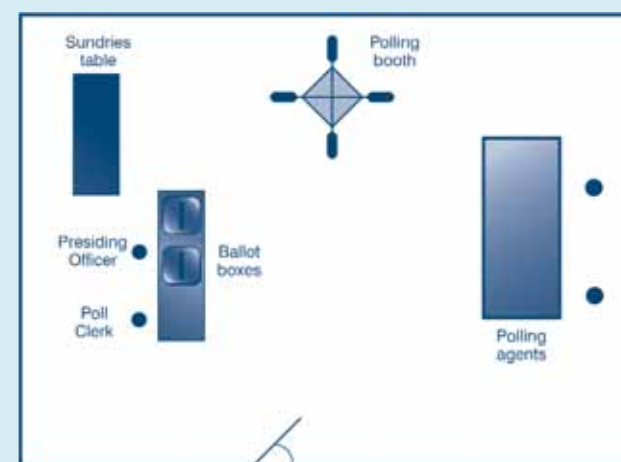 Sundries
table
Polling
booth
Presiding
Officer
Ballot
boxes
Poll
Clerk
Polling
agents